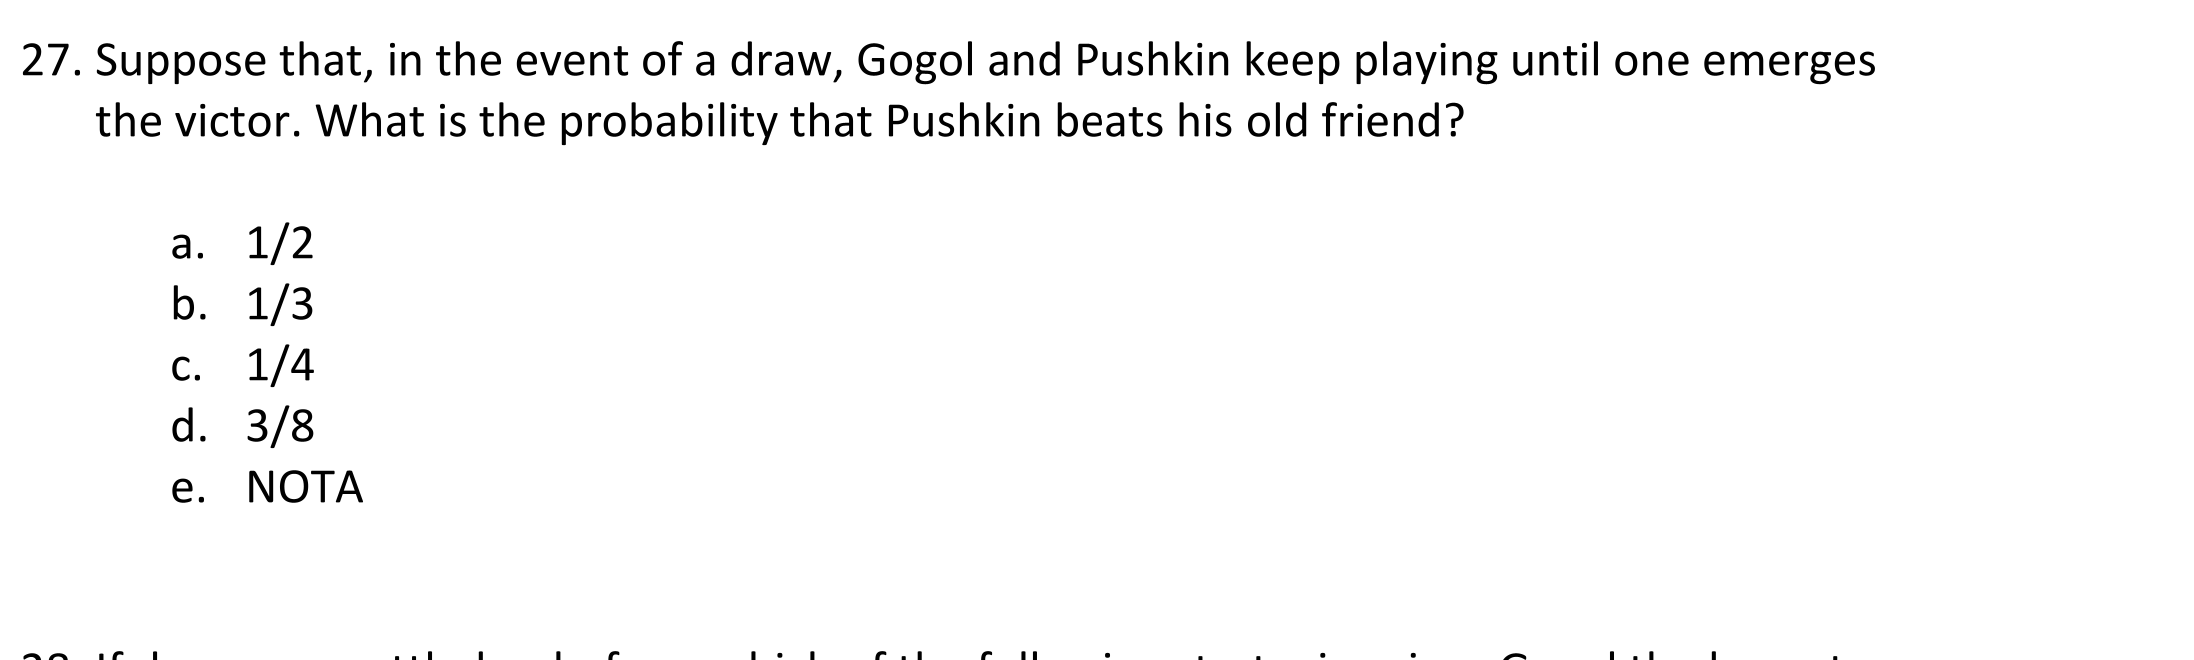 27. Suppose that, in the event of a draw, Gogol and Pushkin keep playing until one emerges
the victor. What is the probability that Pushkin beats his old friend?
a. 1/2
b. 1/3
c. 1/4
d. 3/8
e. NOTA